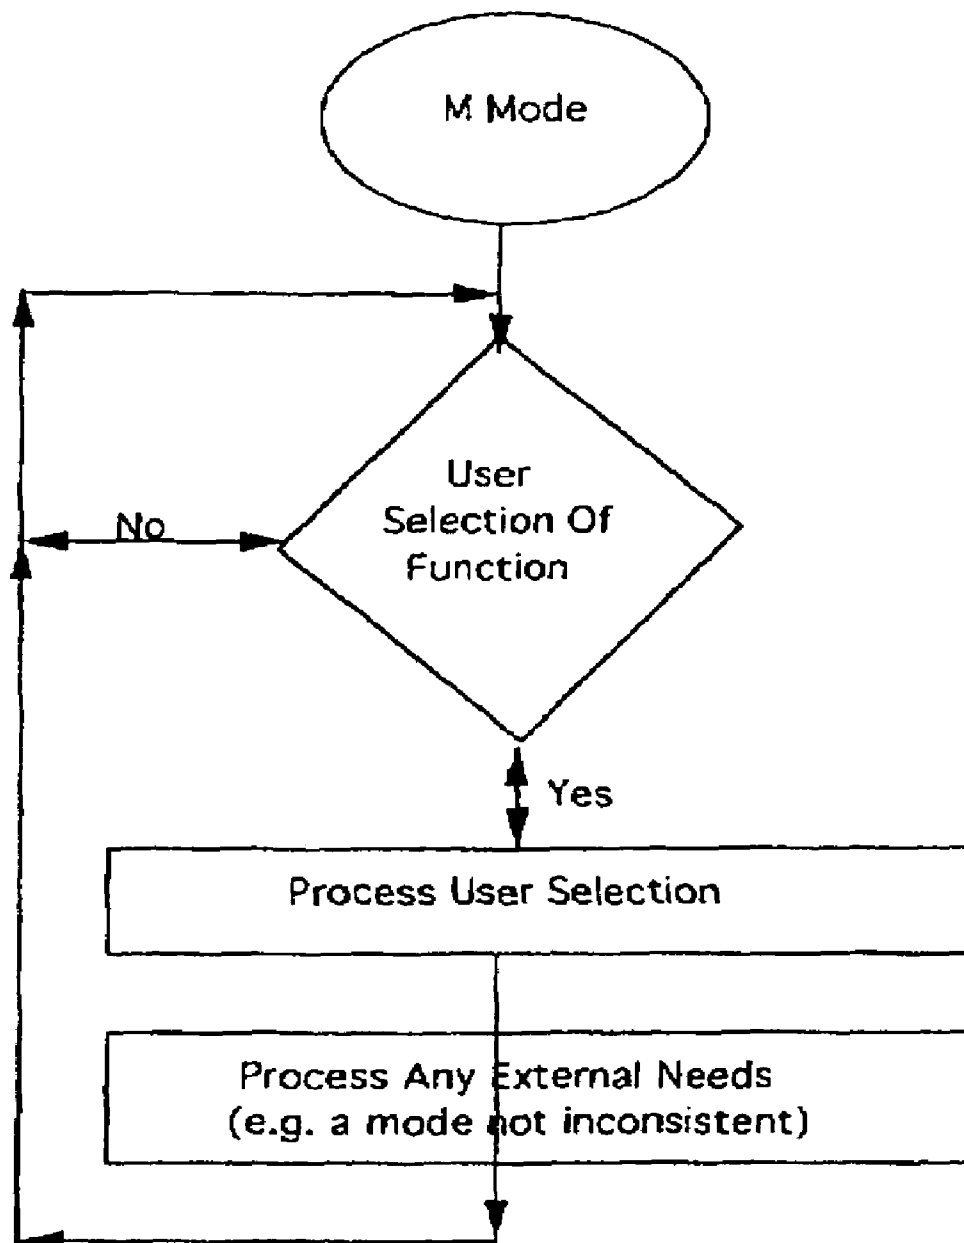 M Mode
User
Selection Of
Function
No
Yes
Process User Selection
Process Any External Needs
(e.g. a mode not inconsistent)